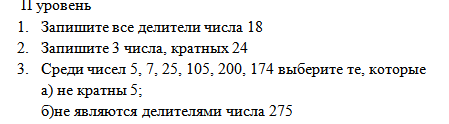 II уровень
1. Запишите все делители числа 18
2. Запишите 3 числа, кратных 24
3. Среди чисел 5, 7, 25, 105, 200, 174 выберите те, которые
а) не кратны 5;
б)не являются делителями числа 275